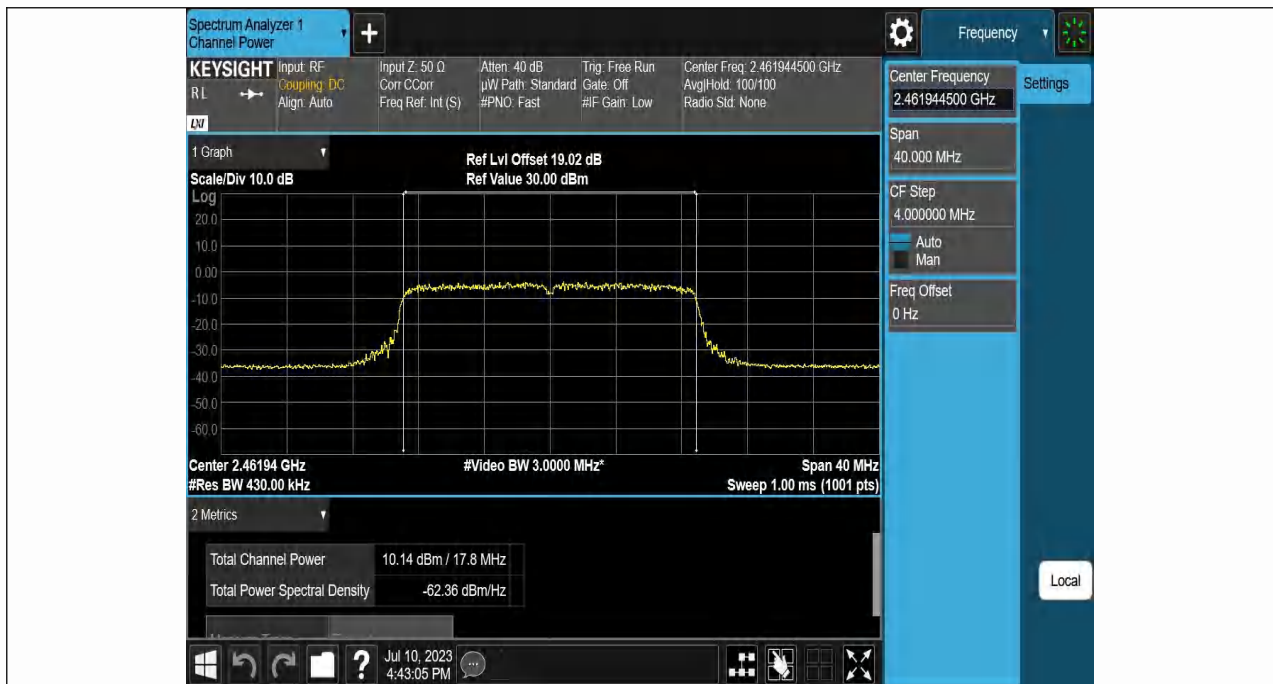 Spectrum Analyzer 1
Channel Power
+
Frequency
KEYSIGHT
RL
LXI
Input: RF
Coupling: DC
Align: Auto
Input Z: 50 Ω
Corr CCorr
Freq Ref: Int (S)
Atten: 40 dB
µW Path: Standard
#PNO: Fast
Trig: Free Run
Gate: Off
#IF Gain: Low
Center Freq: 2.461944500 GHz
Avg|Hold: 100/100
Radio Std: None
Center Frequency
2.461944500 GHz
Settings
Span
40.000 MHz
CF Step
4.000000 MHz
Auto
Man
Freq Offset
0 Hz
1 Graph
Scale/Div 10.0 dB
Ref Lvl Offset 19.02 dB
Ref Value 30.00 dBm
Log
20.0
10.0
0.00
-10.0
-20.0
-30.0
-40.0
-50.0
-60.0
Center 2.46194 GHz
#Video BW 3.0000 MHz*
Span 40 MHz
#Res BW 430.00 kHz
Sweep 1.00 ms (1001 pts)
2 Metrics
Total Channel Power 10.14 dBm / 17.8 MHz
Total Power Spectral Density -62.36 dBm/Hz
Local
?
Jul 10, 2023
4:43:05 PM